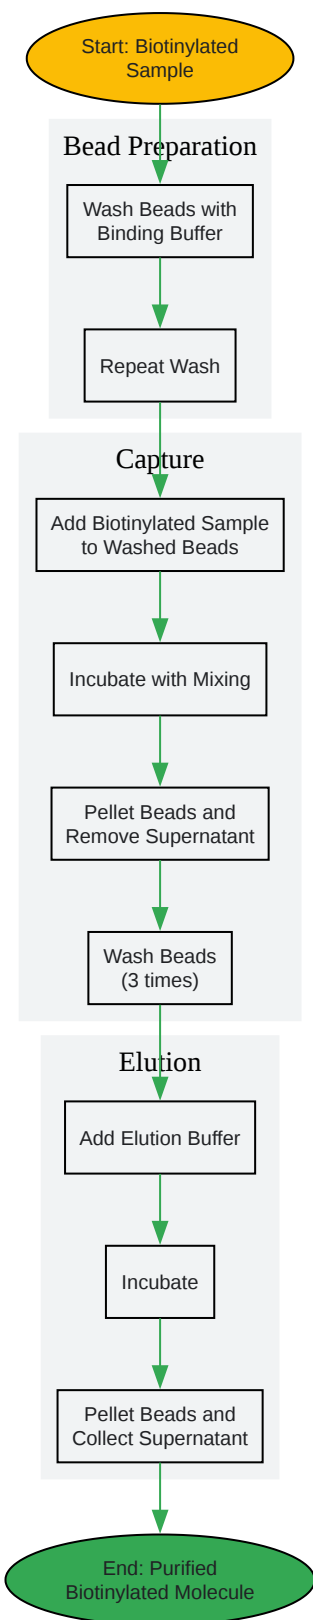 Start: Biotinylated
Sample
Bead Preparation
Wash Beads with
Binding Buffer
Repeat Wash
Capture
Add Biotinylated Sample
to Washed Beads
Incubate with Mixing
Pellet Beads and
Remove Supernatant
Wash Beads
(3 times)
Elution
Add Elution Buffer
Incubate
Pellet Beads and
Collect Supernatant
End: Purified
Biotinylated Molecule